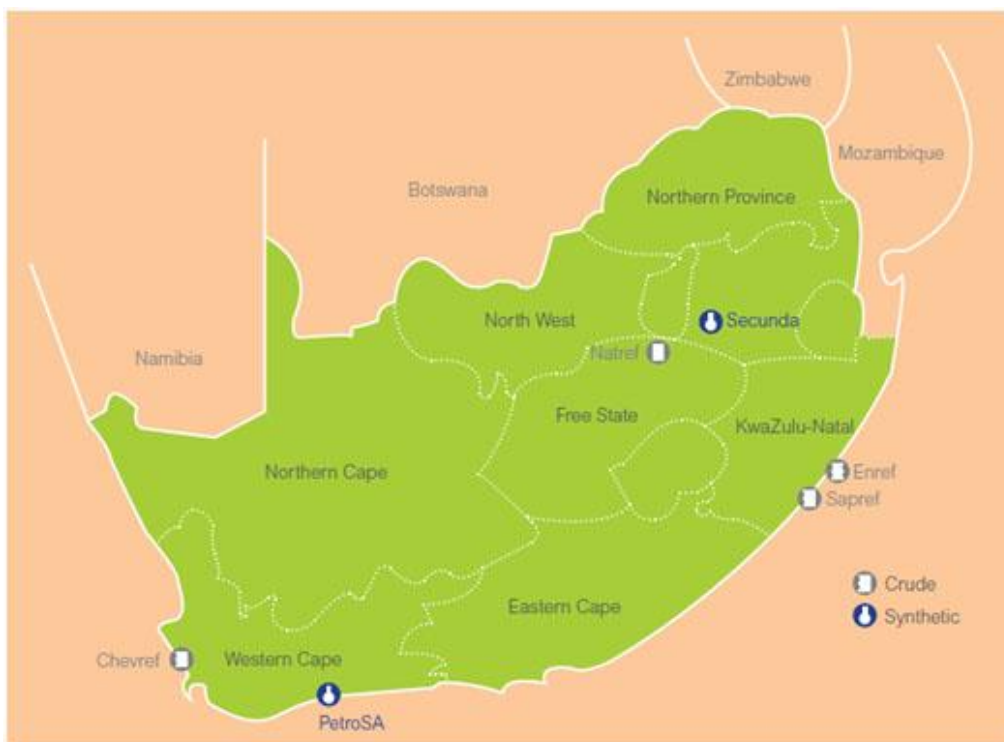 Zimbabwe
Mozambique
Botswana
Northern Province
North West
Secunda
Natref
Namibia
Free State
KwaZulu-Natal
Northern Cape
Enref
Sapref
Crude
Eastern Cape
Synthetic
Chevref
Western Cape
PetroSA